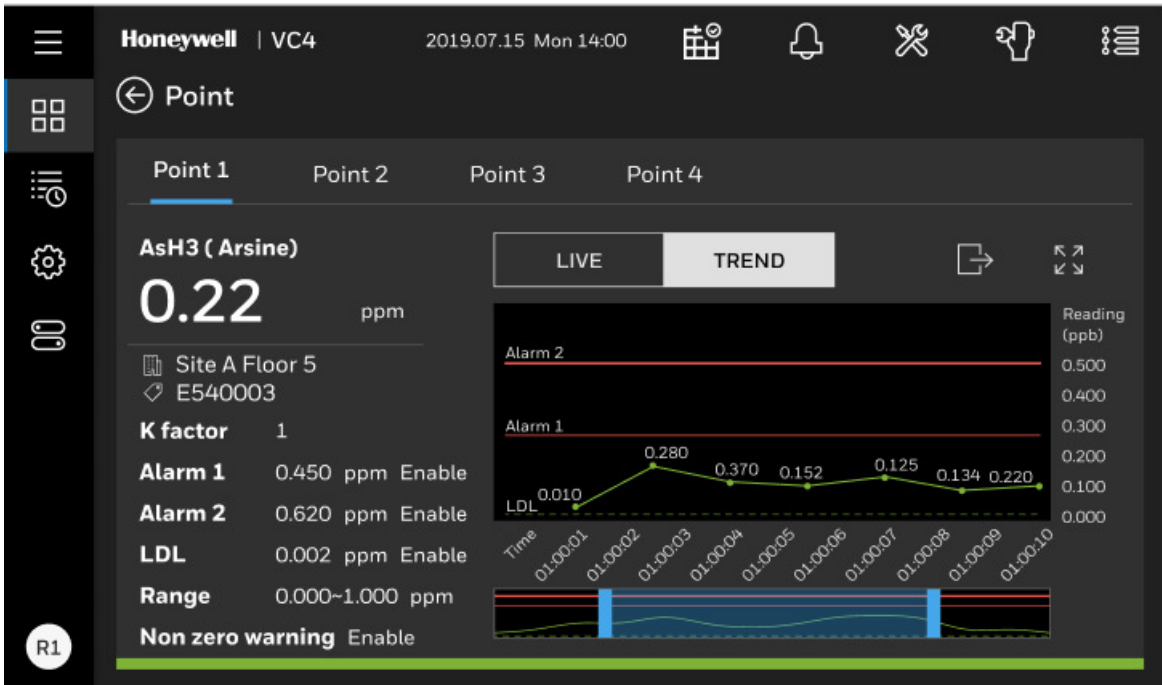 Honeywell | VC4 2019.07.15 Mon 14:00
Point
Point 1 Point 2 Point 3 Point 4
AsH3 ( Arsine)
0.22 ppm
Site A Floor 5
E540003
K factor 1
Alarm 1 0.450 ppm Enable
Alarm 2 0.620 ppm Enable
LDL 0.002 ppm Enable
Range 0.000~1.000 ppm
Non zero warning Enable
R1
LIVE TREND
Reading
(ppb)
Alarm 2
0.500
0.400
Alarm 1
0.300
0.280
0.200
0.370 0.152 0.125 0.134 0.220
0.100
LDL 0.010
0.000
Time 01:00:01 01:00:02 01:00:03 01:00:04 01:00:05 01:00:06 01:00:07 01:00:08 01:00:09 01:00:10